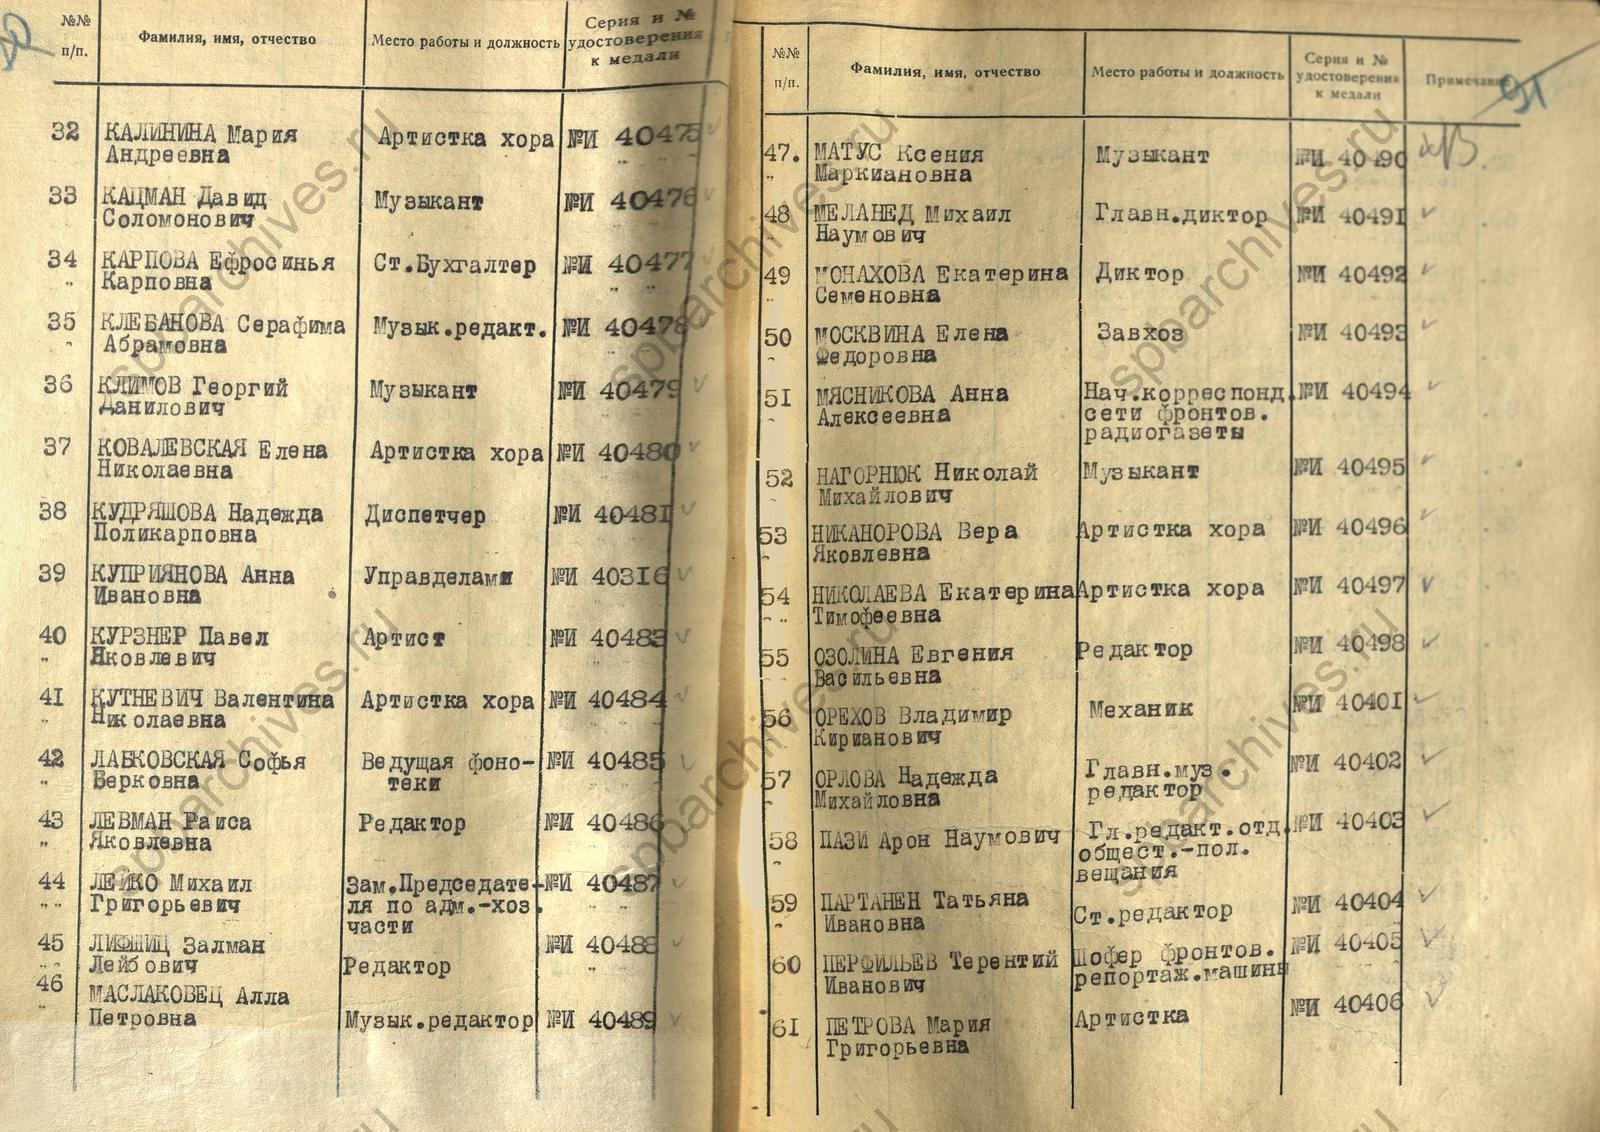 №№ п/п.
Фамилия, имя, отчество
Место работы и должность
Серия и №
удостоверения
к медали
32 КАЛИНИНА Мария Артистка хора №И 40475
Андреевна
33 КАЦМАН Давид Музыкант №И 40476
Соломонович
34 КАРПОВА Ефросинья Ст.Бухгалтер №И 40477
" Карповна
35 КЛЕБАНОВА Серафима Музык.редакт. №И 40478
" Абрамовна
36 КЛИМОВ Георгий Музыкант №И 40479
Данилович
37 КОВАЛЕВСКАЯ Елена Артистка хора №И 40480
Николаевна
38 КУДРЯШОВА Надежда Диспетчер №И 40481
Поликарповна
39 КУПРИЯНОВА Анна Управделами №И 40316
Ивановна
40 КУРЗНЕР Павел Артист №И 40483
" Яковлевич
41 КУТНЕВИЧ Валентина Артистка хора №И 40484
" Николаевна
42 ЛАБКОВСКАЯ Софья Ведущая фоно- №И 40485
" Берковна теки
43 ЛЕВМАН Раиса Редактор №И 40486
" Яковлевна
44 ЛЕЙКО Михаил Зам.Председате- №И 40487
" " Григорьевич ля по адм.-хоз.
части
45 ЛИФШИЦ Залман №И 40488
" " Лейбович Редактор
46 МАСЛАКОВЕЦ Алла
" Петровна Музык.редактор №И 40489
91
№№ п/п.
Фамилия, имя, отчество
Место работы и должность
Серия и №
удостоверения
к медали
Примечание
47. МАТУС Ксения Музыкант №И 40490
" Маркиановна
48 МЕЛАНЕД Михаил Главн.диктор №И 40491
Наумович
49 МОНАХОВА Екатерина Диктор №И 40492
" Семеновна
50 МОСКВИНА Елена Завхоз №И 40493
" Федоровна
51 МЯСНИКОВА Анна Нач.корреспонд. №И 40494
" Алексеевна сети фронтов.
радиогазеты
52 НАГОРНЮК Николай Музыкант №И 40495
Михайлович
53 НИКАНОРОВА Вера Артистка хора №И 40496
" Яковлевна
54 НИКОЛАЕВА Екатерина Артистка хора №И 40497
" " Тимофеевна
55 ОЗОЛИНА Евгения Редактор №И 40498
Васильевна
56 ОРЕХОВ Владимир Механик №И 40401
Кирианович
57 ОРЛОВА Надежда Главн.муз. №И 40402
" Михайловна редактор
58 ПАЗИ Арон Наумович Гл.редакт.отд. №И 40403
" общест.-пол.
вещания
59 ПАРТАНЕН Татьяна Ст.редактор №И 40404
" Ивановна
60 ПЕРФИЛЬЕВ Терентий Шофер фронтов. №И 40405
Иванович репортаж.машины
61 ПЕТРОВА Мария Артистка №И 40406
Григорьевна
spbarchives.ru